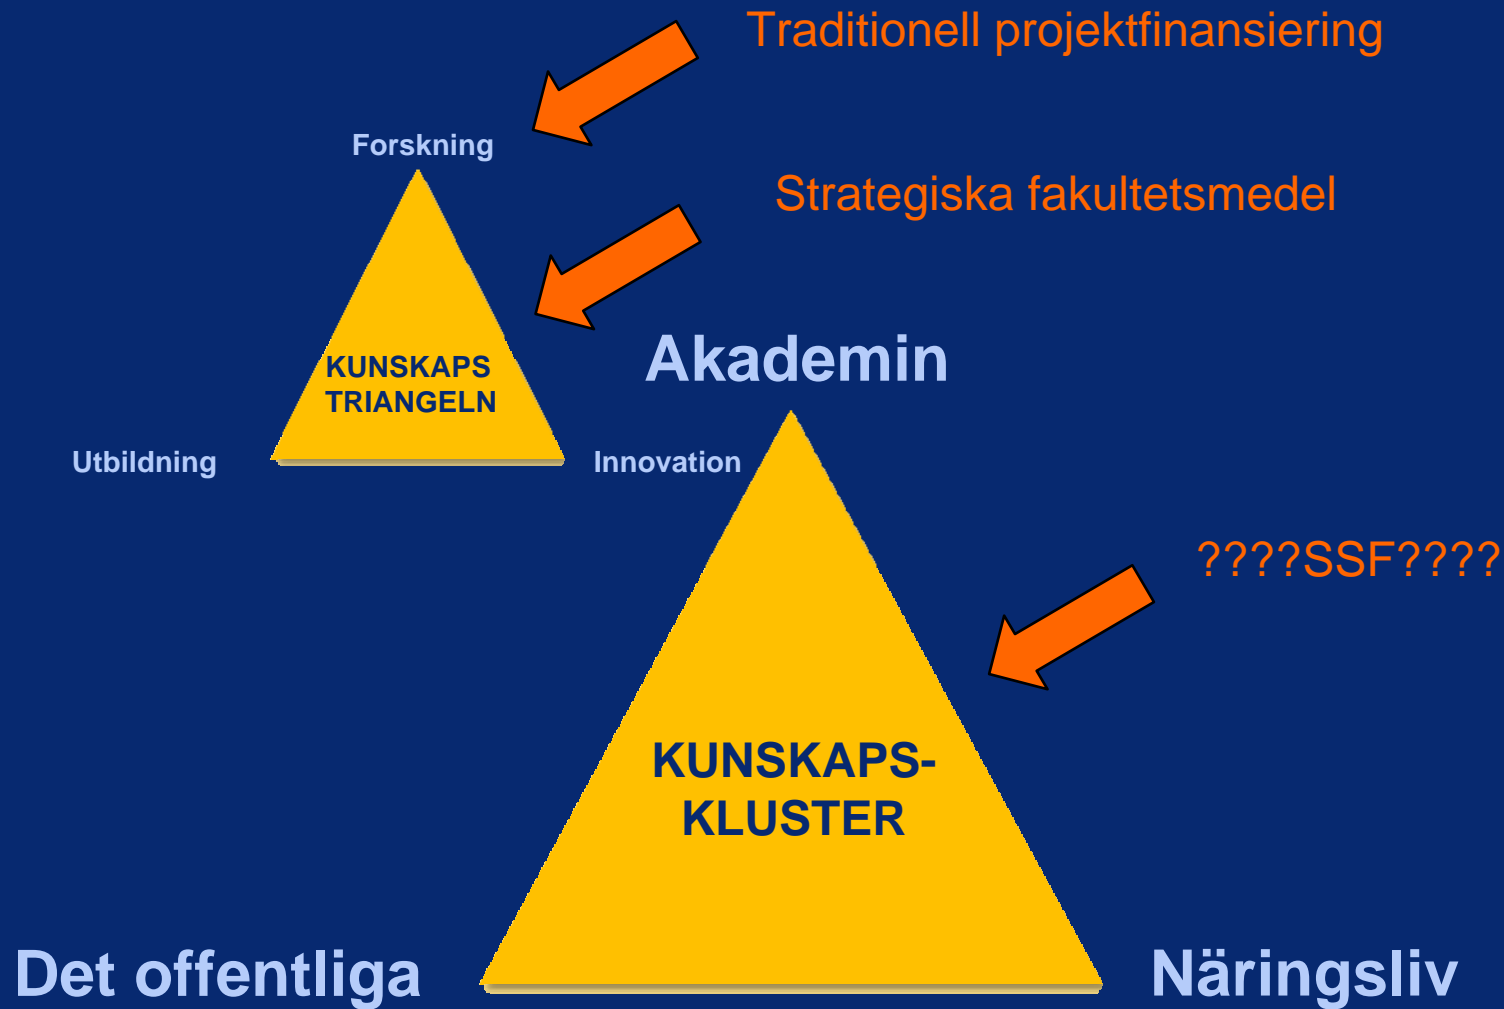 Traditionell projektfinansiering
Forskning
Strategiska fakultetsmedel
KUNSKAPS
TRIANGELN
Akademin
Utbildning
Innovation
????SSF????
KUNSKAPS-
KLUSTER
Det offentliga
Näringsliv